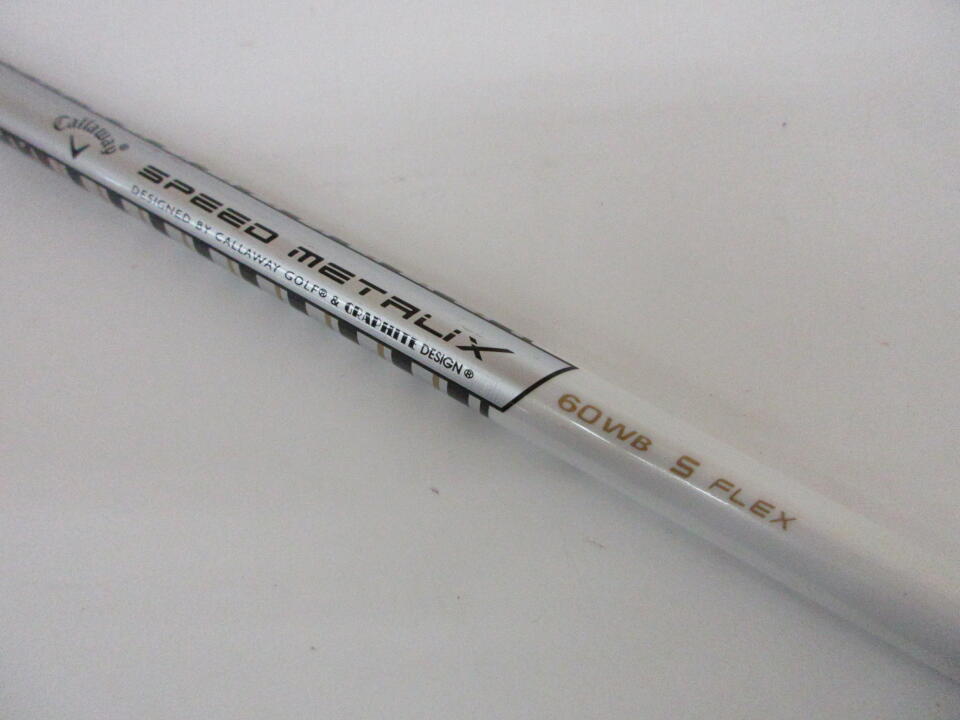 Callaway®
SPEED METALIX
DESIGNED BY CALLAWAY GOLF® & GRAPHITE DESIGN®
60WB S FLEX